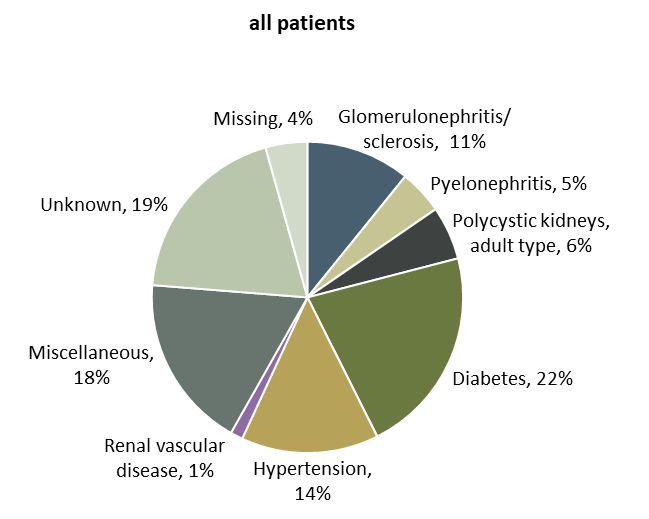 all patients
Missing, 4%
Glomerulonephritis/
sclerosis,  11%
Pyelonephritis, 5%
Polycystic kidneys,
adult type, 6%
Unknown, 19%
Diabetes, 22%
Miscellaneous,
18%
Renal vascular
disease, 1%
Hypertension,
14%